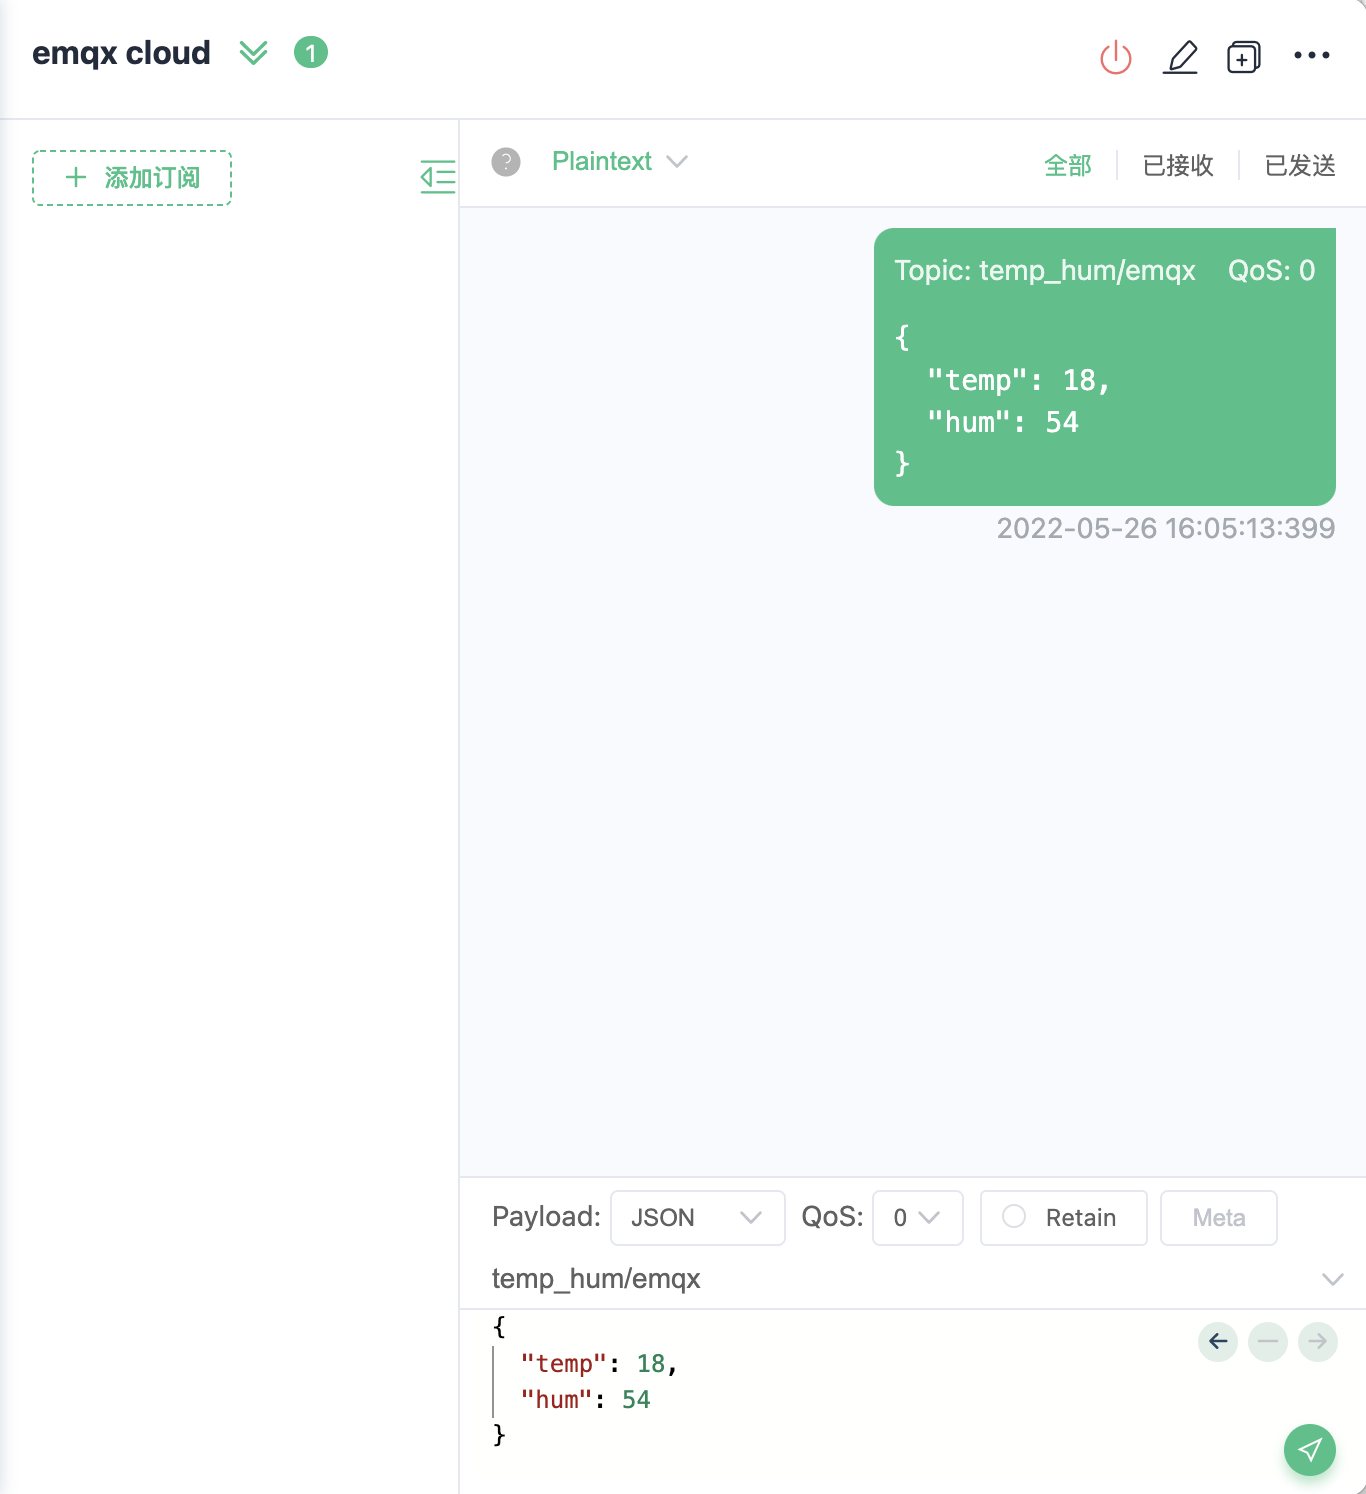 emqx cloud 1
添加订阅
? Plaintext 全部 已接收 已发送
Topic: temp_hum/emqx QoS: 0
{
"temp": 18,
"hum": 54
}
2022-05-26 16:05:13:399
Payload: JSON QoS: 0 Retain Meta
temp_hum/emqx
{
"temp": 18,
"hum": 54
}